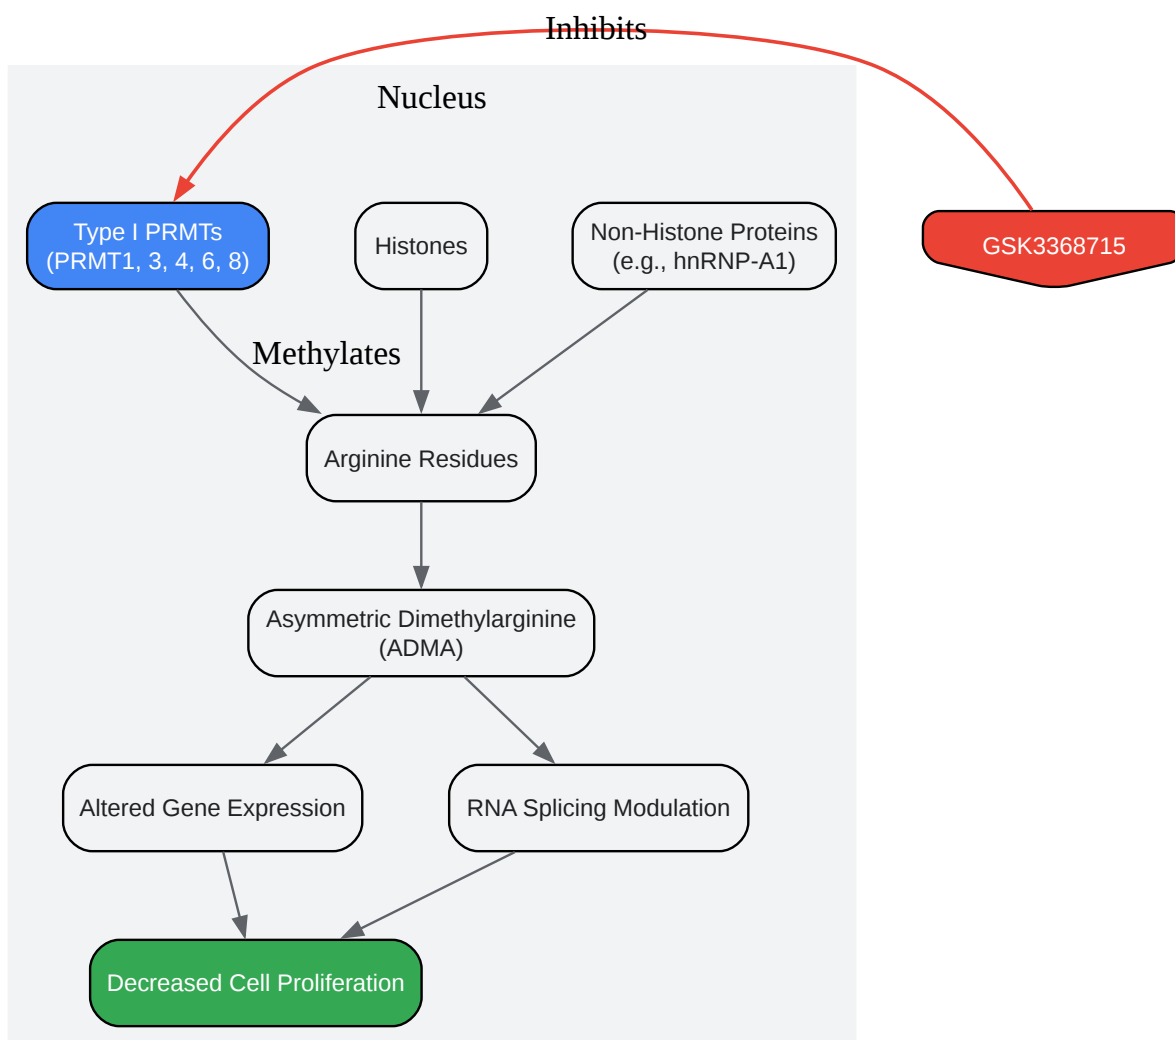 Inhibits
Nucleus
Type I PRMTs
(PRMT1, 3, 4, 6, 8)
Histones
Non-Histone Proteins
(e.g., hnRNP-A1)
GSK3368715
Methylates
Arginine Residues
Asymmetric Dimethylarginine
(ADMA)
Altered Gene Expression
RNA Splicing Modulation
Decreased Cell Proliferation